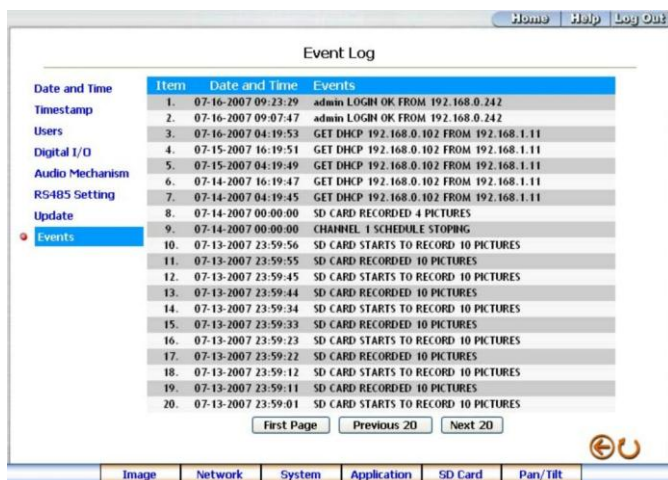 Home Help Log Out
Event Log
Date and Time
Timestamp
Users
Digital I/O
Audio Mechanism
RS485 Setting
Update
Events
Item Date and Time Events
1. 07-16-2007 09:23:29 admin LOGIN OK FROM 192.168.0.242
2. 07-16-2007 09:07:47 admin LOGIN OK FROM 192.168.0.242
3. 07-16-2007 04:19:53 GET DHCP 192.168.0.102 FROM 192.168.1.11
4. 07-15-2007 16:19:51 GET DHCP 192.168.0.102 FROM 192.168.1.11
5. 07-15-2007 04:19:49 GET DHCP 192.168.0.102 FROM 192.168.1.11
6. 07-14-2007 16:19:47 GET DHCP 192.168.0.102 FROM 192.168.1.11
7. 07-14-2007 04:19:45 GET DHCP 192.168.0.102 FROM 192.168.1.11
8. 07-14-2007 00:00:00 SD CARD RECORDED 4 PICTURES
9. 07-14-2007 00:00:00 CHANNEL 1 SCHEDULE STOPING
10. 07-13-2007 23:59:56 SD CARD STARTS TO RECORD 10 PICTURES
11. 07-13-2007 23:59:55 SD CARD RECORDED 10 PICTURES
12. 07-13-2007 23:59:45 SD CARD STARTS TO RECORD 10 PICTURES
13. 07-13-2007 23:59:44 SD CARD RECORDED 10 PICTURES
14. 07-13-2007 23:59:34 SD CARD STARTS TO RECORD 10 PICTURES
15. 07-13-2007 23:59:33 SD CARD RECORDED 10 PICTURES
16. 07-13-2007 23:59:23 SD CARD STARTS TO RECORD 10 PICTURES
17. 07-13-2007 23:59:22 SD CARD RECORDED 10 PICTURES
18. 07-13-2007 23:59:12 SD CARD STARTS TO RECORD 10 PICTURES
19. 07-13-2007 23:59:11 SD CARD RECORDED 10 PICTURES
20. 07-13-2007 23:59:01 SD CARD STARTS TO RECORD 10 PICTURES
First Page Previous 20 Next 20
Image Network System Application SD Card Pan/Tilt